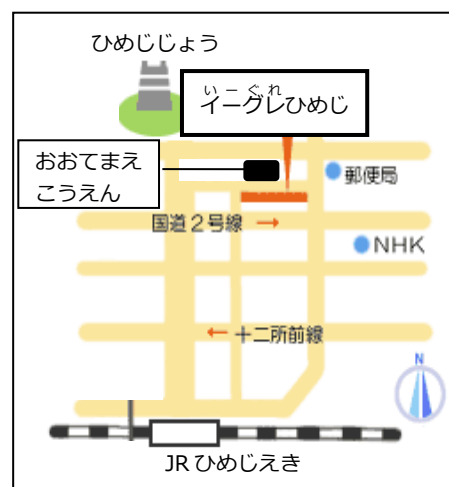 ひめじじょう
いーぐれ
イーグレひめじ
おおてまえ
こうえん
郵便局
国道２号線 →
NHK
← 十二所前線
N
JR ひめじえき